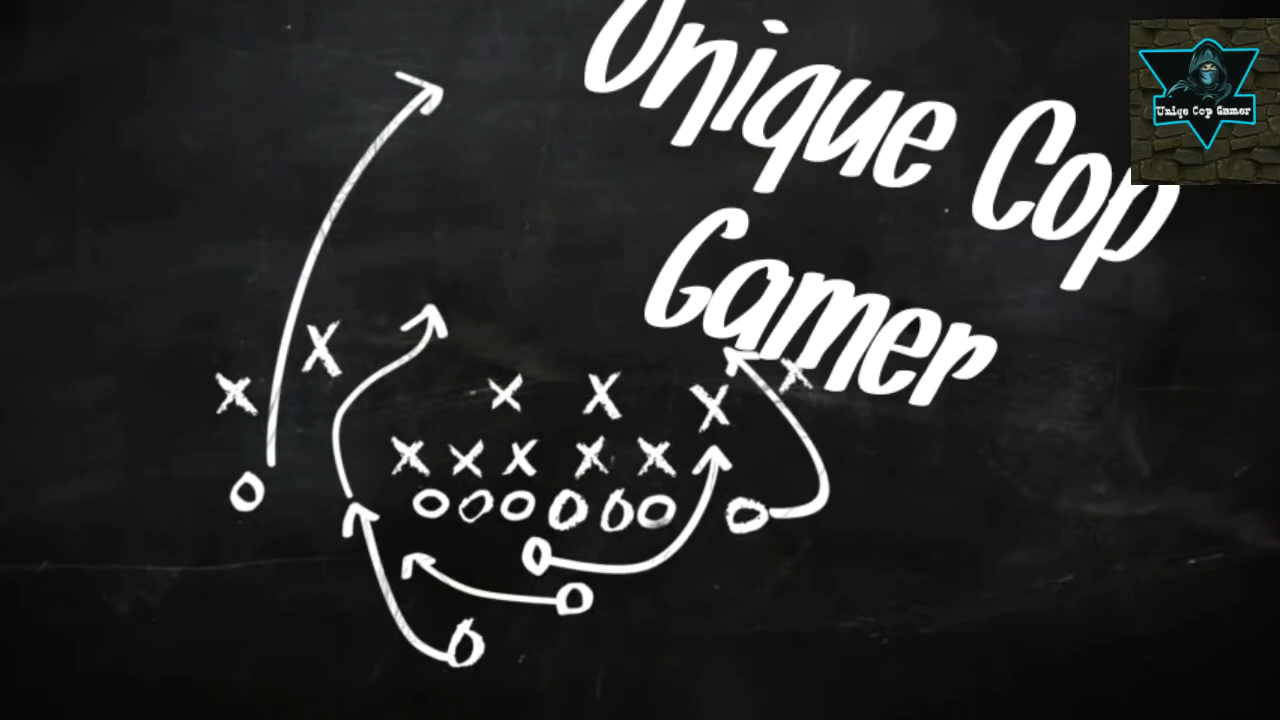 Unique Cop
Gamer
Uniqe Cop Gamer
X
X
X X X X
X X X X X
O O O O O O O O
O
O
O